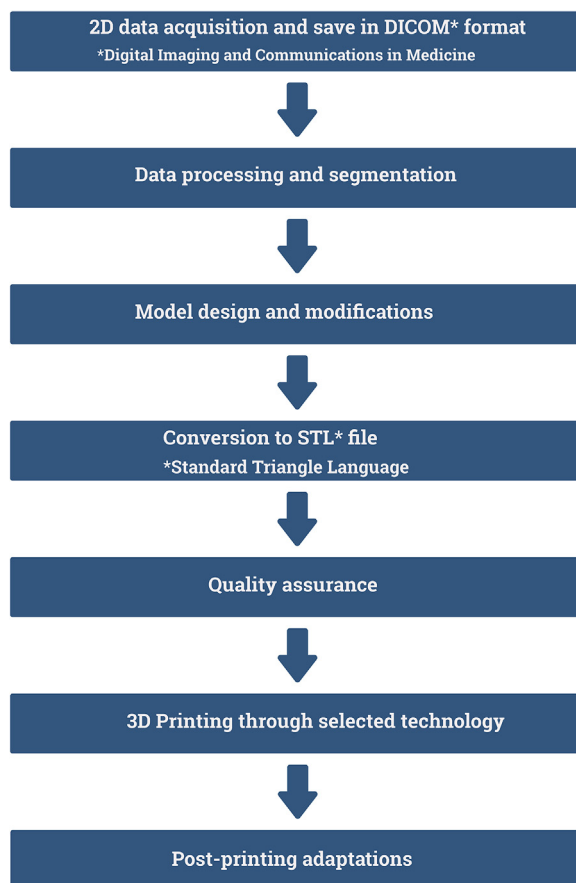 2D data acquisition and save in DICOM* format
*Digital Imaging and Communications in Medicine
Data processing and segmentation
Model design and modifications
Conversion to STL* file
*Standard Triangle Language
Quality assurance
3D Printing through selected technology
Post-printing adaptations